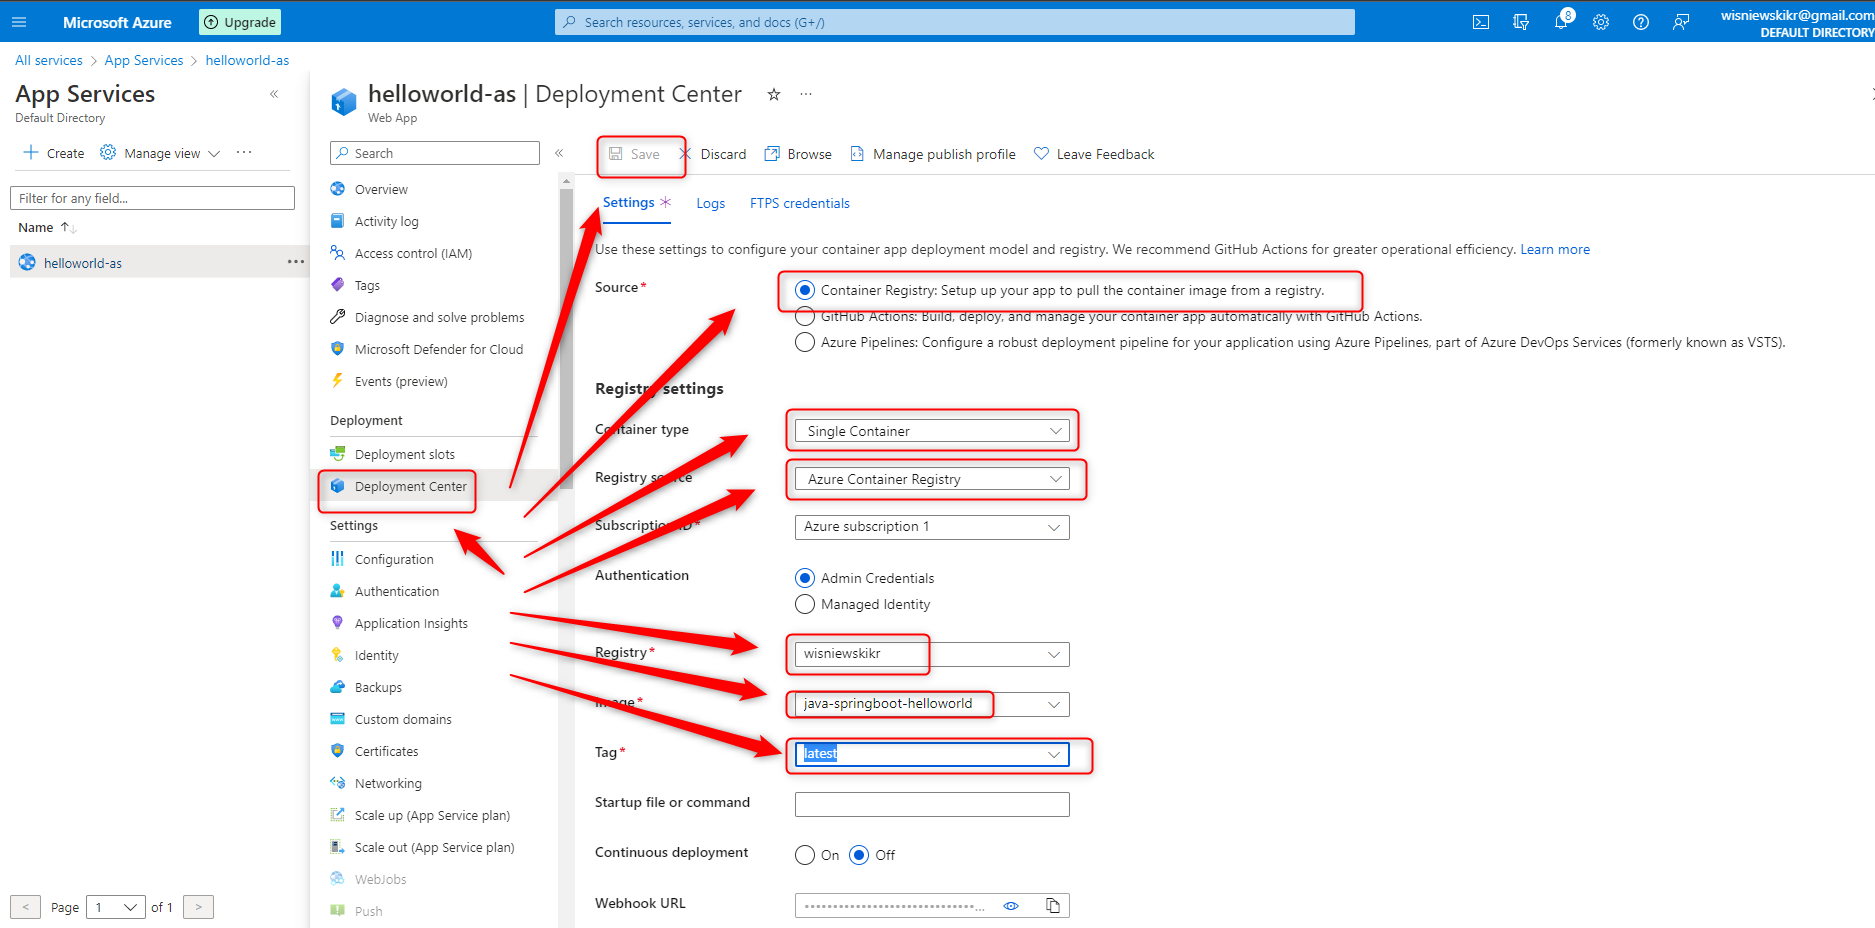 Microsoft Azure
Upgrade
Search resources, services, and docs (G+/)
8
wisniewskikr@gmail.com
DEFAULT DIRECTORY
All services > App Services > helloworld-as
App Services
Default Directory
Create
Manage view
Filter for any field...
Name
helloworld-as
< Page 1 of 1 >
helloworld-as | Deployment Center
Web App
Search
Overview
Activity log
Access control (IAM)
Tags
Diagnose and solve problems
Microsoft Defender for Cloud
Events (preview)
Deployment
Deployment slots
Deployment Center
Settings
Configuration
Authentication
Application Insights
Identity
Backups
Custom domains
Certificates
Networking
Scale up (App Service plan)
Scale out (App Service plan)
WebJobs
Push
Save
Discard
Browse
Manage publish profile
Leave Feedback
Settings
Logs
FTPS credentials
Use these settings to configure your container app deployment model and registry. We recommend GitHub Actions for greater operational efficiency. Learn more
Source*
Container Registry: Setup up your app to pull the container image from a registry.
GitHub Actions: Build, deploy, and manage your container app automatically with GitHub Actions.
Azure Pipelines: Configure a robust deployment pipeline for your application using Azure Pipelines, part of Azure DevOps Services (formerly known as VSTS).
Registry settings
Container type
Single Container
Registry source
Azure Container Registry
Subscription ID*
Azure subscription 1
Authentication
Admin Credentials
Managed Identity
Registry*
wisniewskikr
Image*
java-springboot-helloworld
Tag*
latest
Startup file or command
Continuous deployment
On
Off
Webhook URL